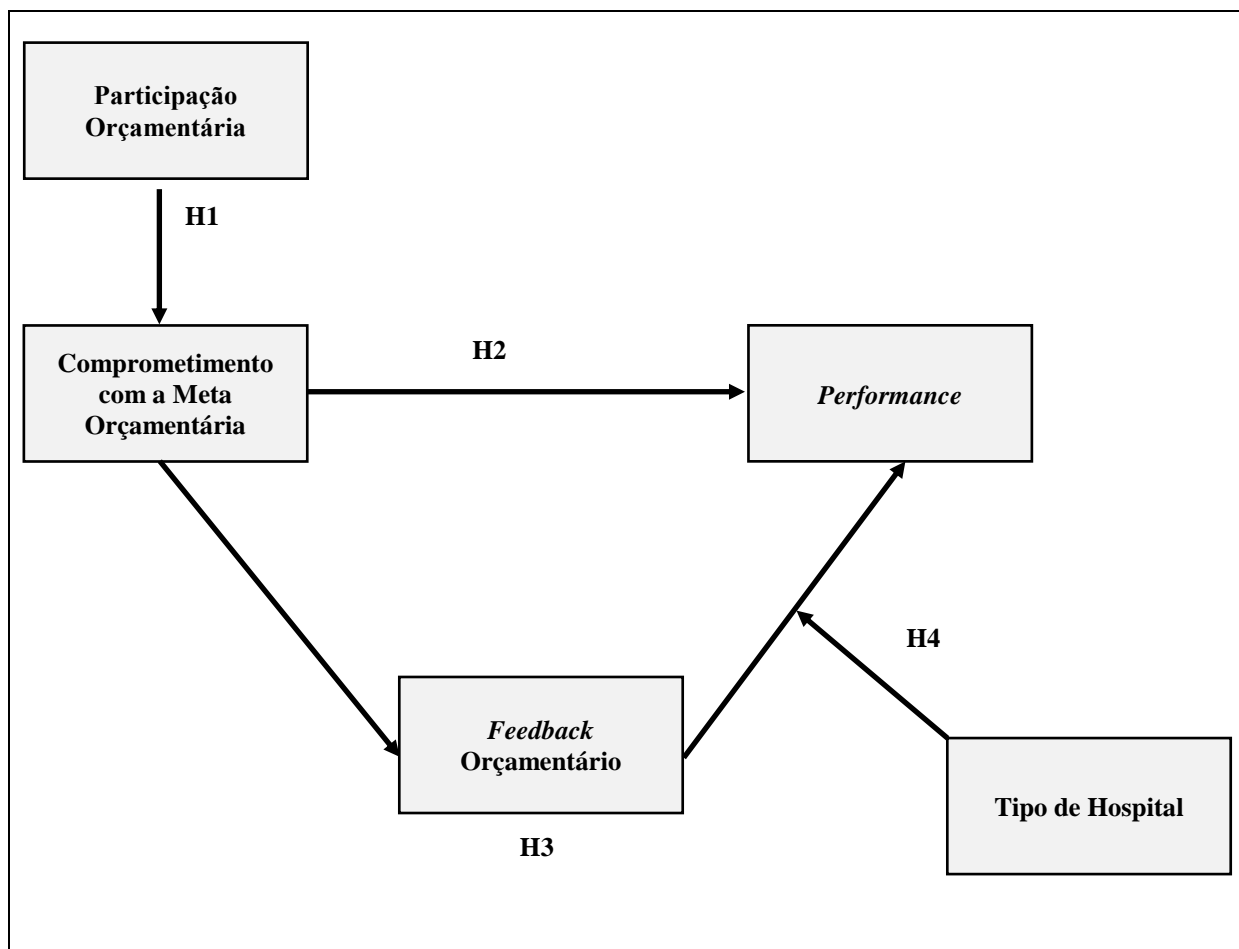 Participação
Orçamentária
H1
Comprometimento
com a Meta
Orçamentária
H2
Performance
H4
Feedback
Orçamentário
H3
Tipo de Hospital